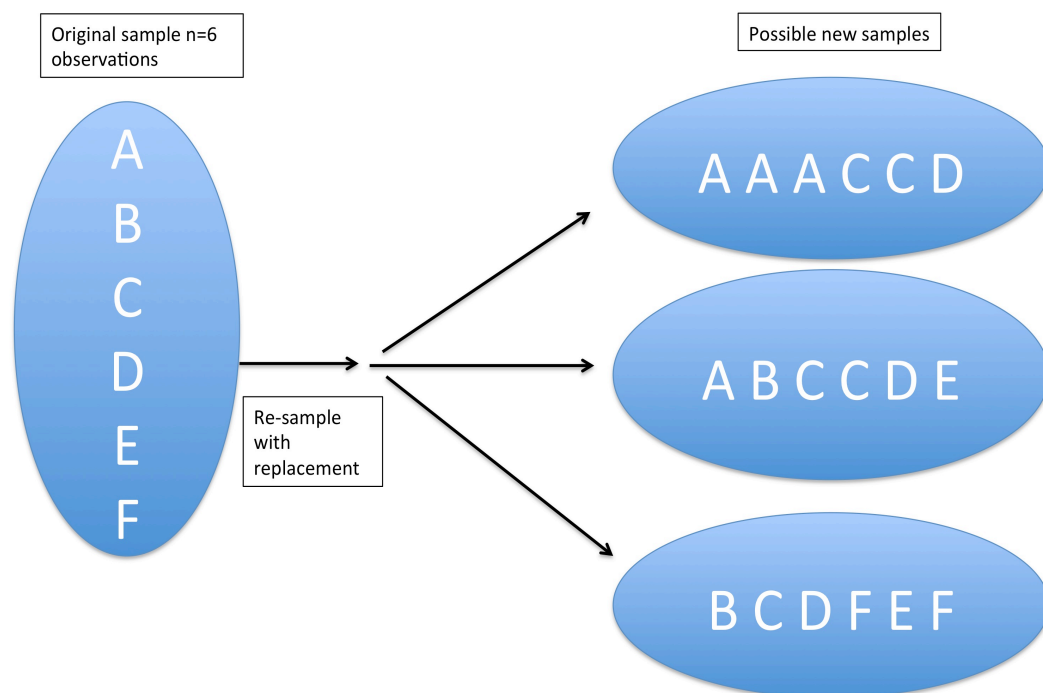 Original sample n=6
observations
Possible new samples
A
B
C
D
E
F
Re-sample
with
replacement
A A A C C D
A B C C D E
B C D F E F